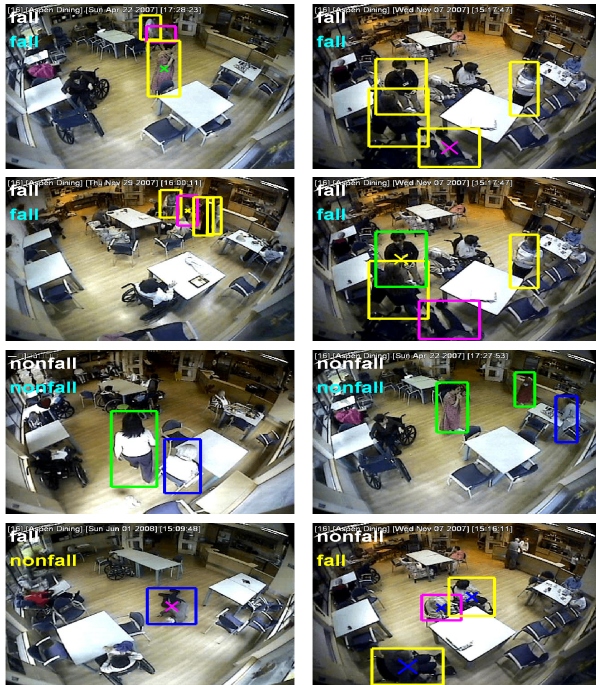 [16] [Aspen Dining] [Sun Apr 22 2007] [17:28:23]
fall
fall
[16] [Aspen Dining] [Wed Nov 07 2007] [15:17:47]
fall
fall
[16] [Aspen Dining] [Thu Nov 29 2007] [16:00:11]
fall
fall
[16] [Aspen Dining] [Wed Nov 07 2007] [15:17:47]
fall
fall
nonfall
nonfall
[16] [Aspen Dining] [Sun Apr 22 2007] [17:27:53]
nonfall
nonfall
[16] [Aspen Dining] [Sun Jun 01 2008] [15:09:48]
fall
nonfall
[16] [Aspen Dining] [Wed Nov 07 2007] [15:16:11]
nonfall
fall